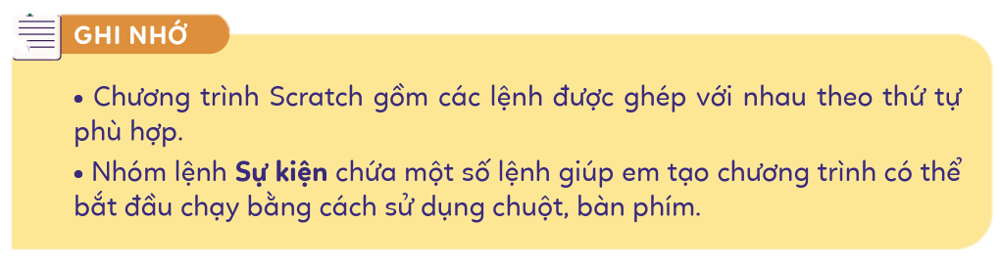 GHI NHỚ
• Chương trình Scratch gồm các lệnh được ghép với nhau theo thứ tự
phù hợp.
• Nhóm lệnh Sự kiện chứa một số lệnh giúp em tạo chương trình có thể
bắt đầu chạy bằng cách sử dụng chuột, bàn phím.